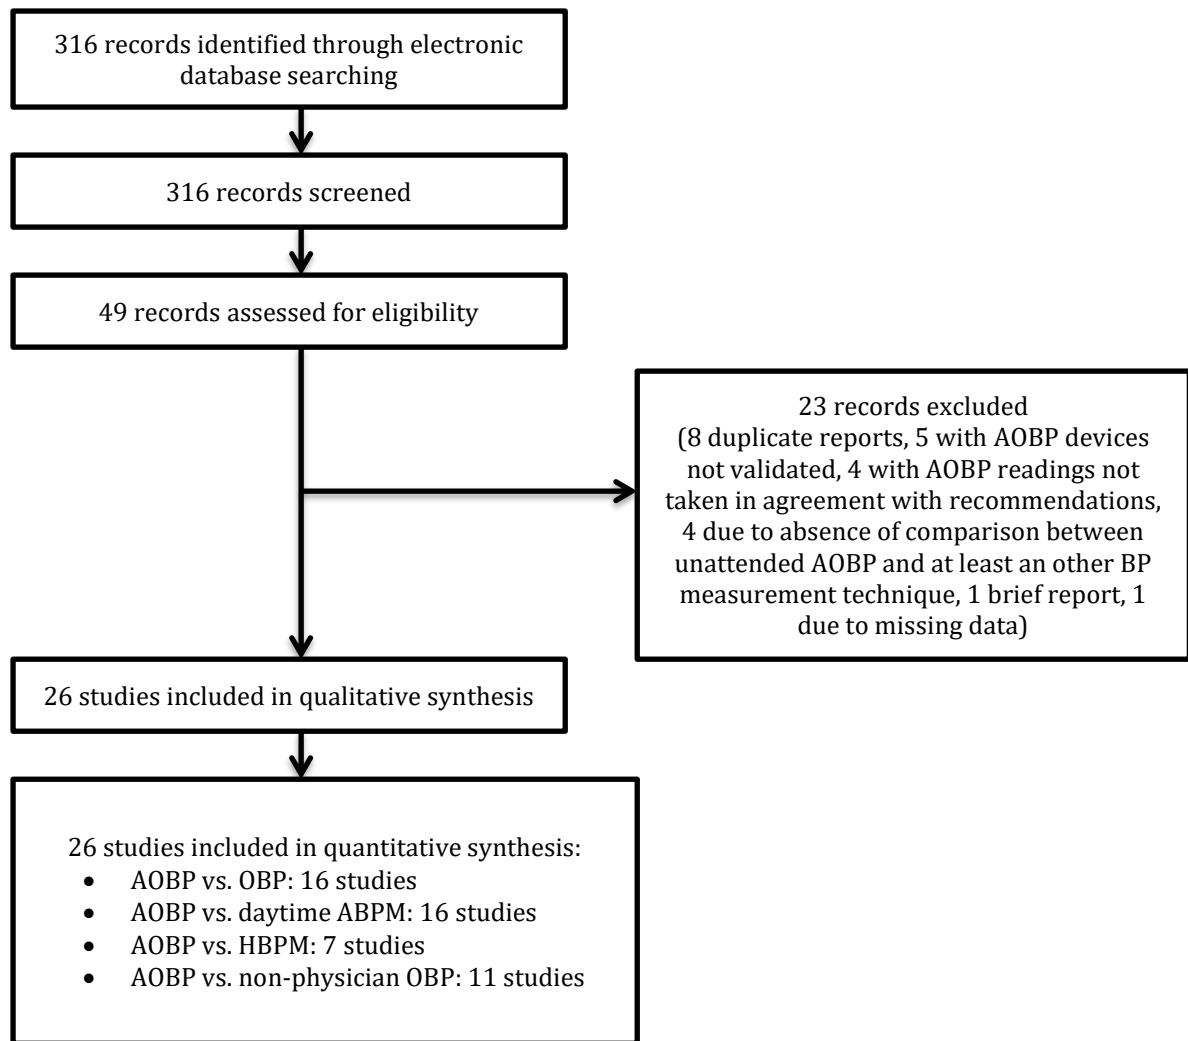 316 records identified through electronic
database searching
316 records screened
49 records assessed for eligibility
23 records excluded
(8 duplicate reports, 5 with AOBP devices
not validated, 4 with AOBP readings not
taken in agreement with recommendations,
4 due to absence of comparison between
unattended AOBP and at least an other BP
measurement technique, 1 brief report, 1
due to missing data)
26 studies included in qualitative synthesis
26 studies included in quantitative synthesis:
• AOBP vs. OBP: 16 studies
• AOBP vs. daytime ABPM: 16 studies
• AOBP vs. HBPM: 7 studies
• AOBP vs. non-physician OBP: 11 studies